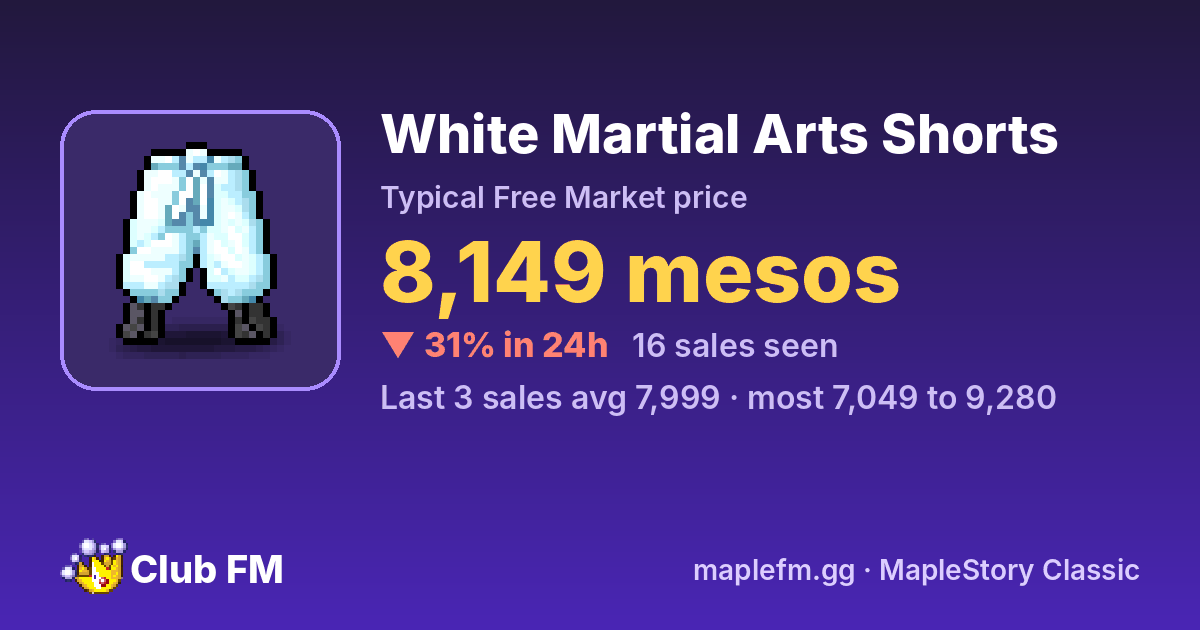 White Martial Arts Shorts
Typical Free Market price
8,149 mesos
▼ 31% in 24h 16 sales seen
Last 3 sales avg 7,999 · most 7,049 to 9,280
Club FM
maplefm.gg · MapleStory Classic